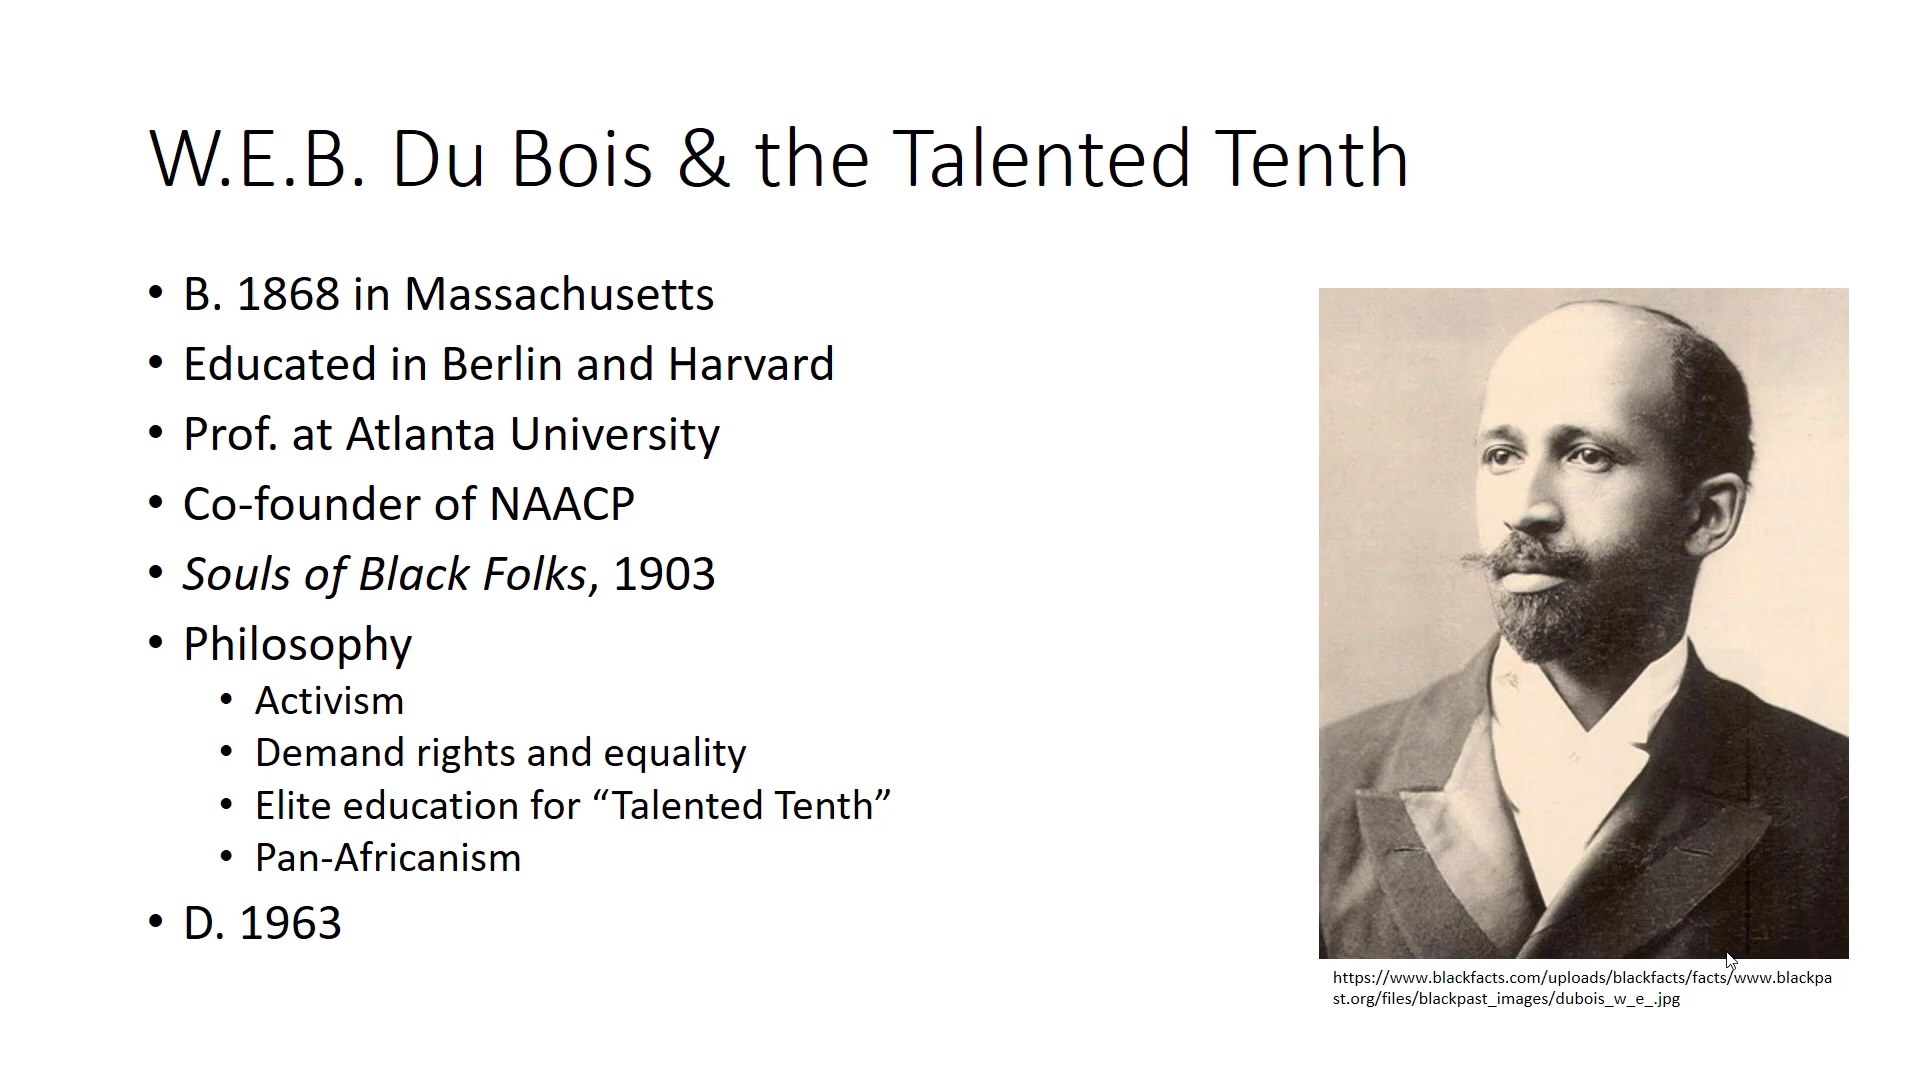 W.E.B. Du Bois & the Talented Tenth
• B. 1868 in Massachusetts
• Educated in Berlin and Harvard
• Prof. at Atlanta University
• Co-founder of NAACP
• Souls of Black Folks, 1903
• Philosophy
• Activism
• Demand rights and equality
• Elite education for “Talented Tenth”
• Pan-Africanism
• D. 1963
https://www.blackfacts.com/uploads/blackfacts/facts/www.blackpa
st.org/files/blackpast_images/dubois_w_e_.jpg